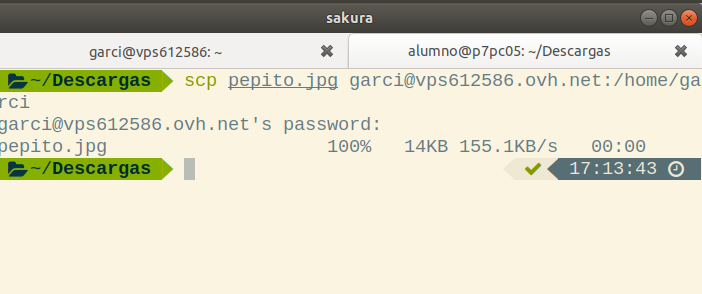 sakura
garci@vps612586: ~
alumno@p7pc05: ~/Descargas
~/Descargas scp pepito.jpg garci@vps612586.ovh.net:/home/ga
rci
garci@vps612586.ovh.net's password:
pepito.jpg 100% 14KB 155.1KB/s 00:00
~/Descargas 17:13:43